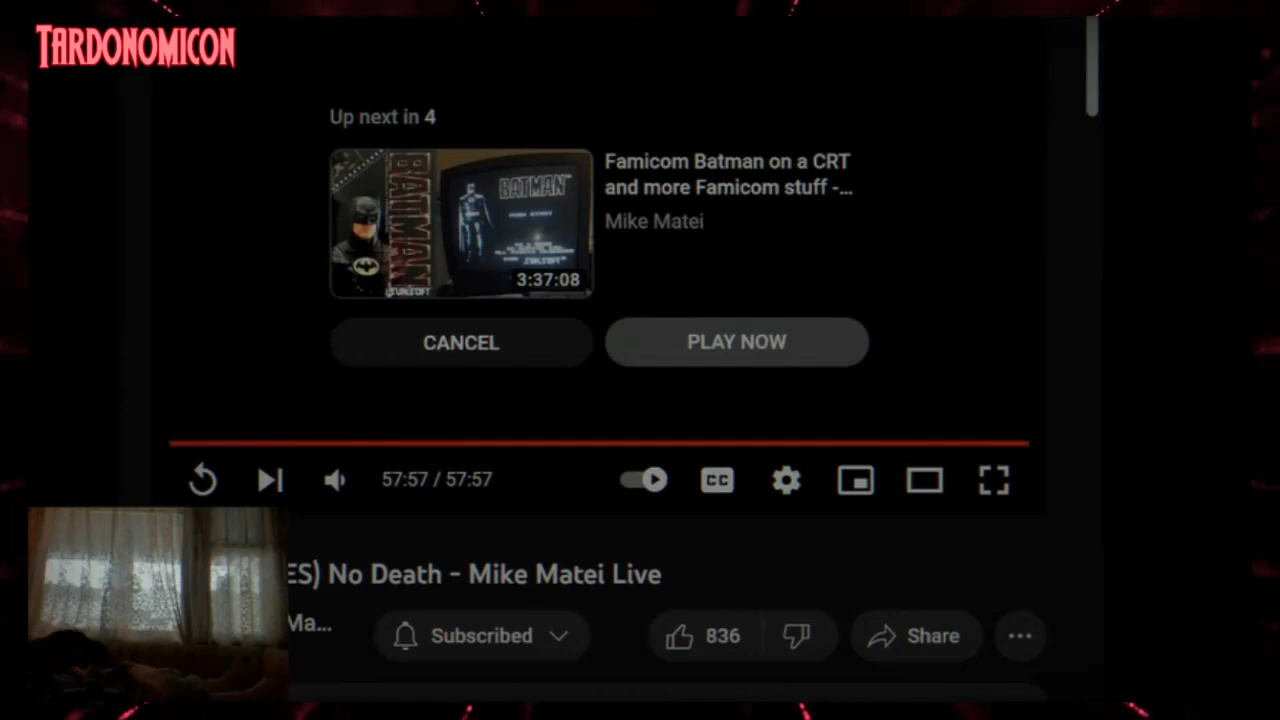 TARDONOMICON
Up next in 4
BATMAN
BATMAN
SUNSOFT
3:37:08
Famicom Batman on a CRT
and more Famicom stuff -...
Mike Matei
CANCEL
PLAY NOW
57:57 / 57:57
CC
ES) No Death - Mike Matei Live
Ma...
Subscribed
836
Share